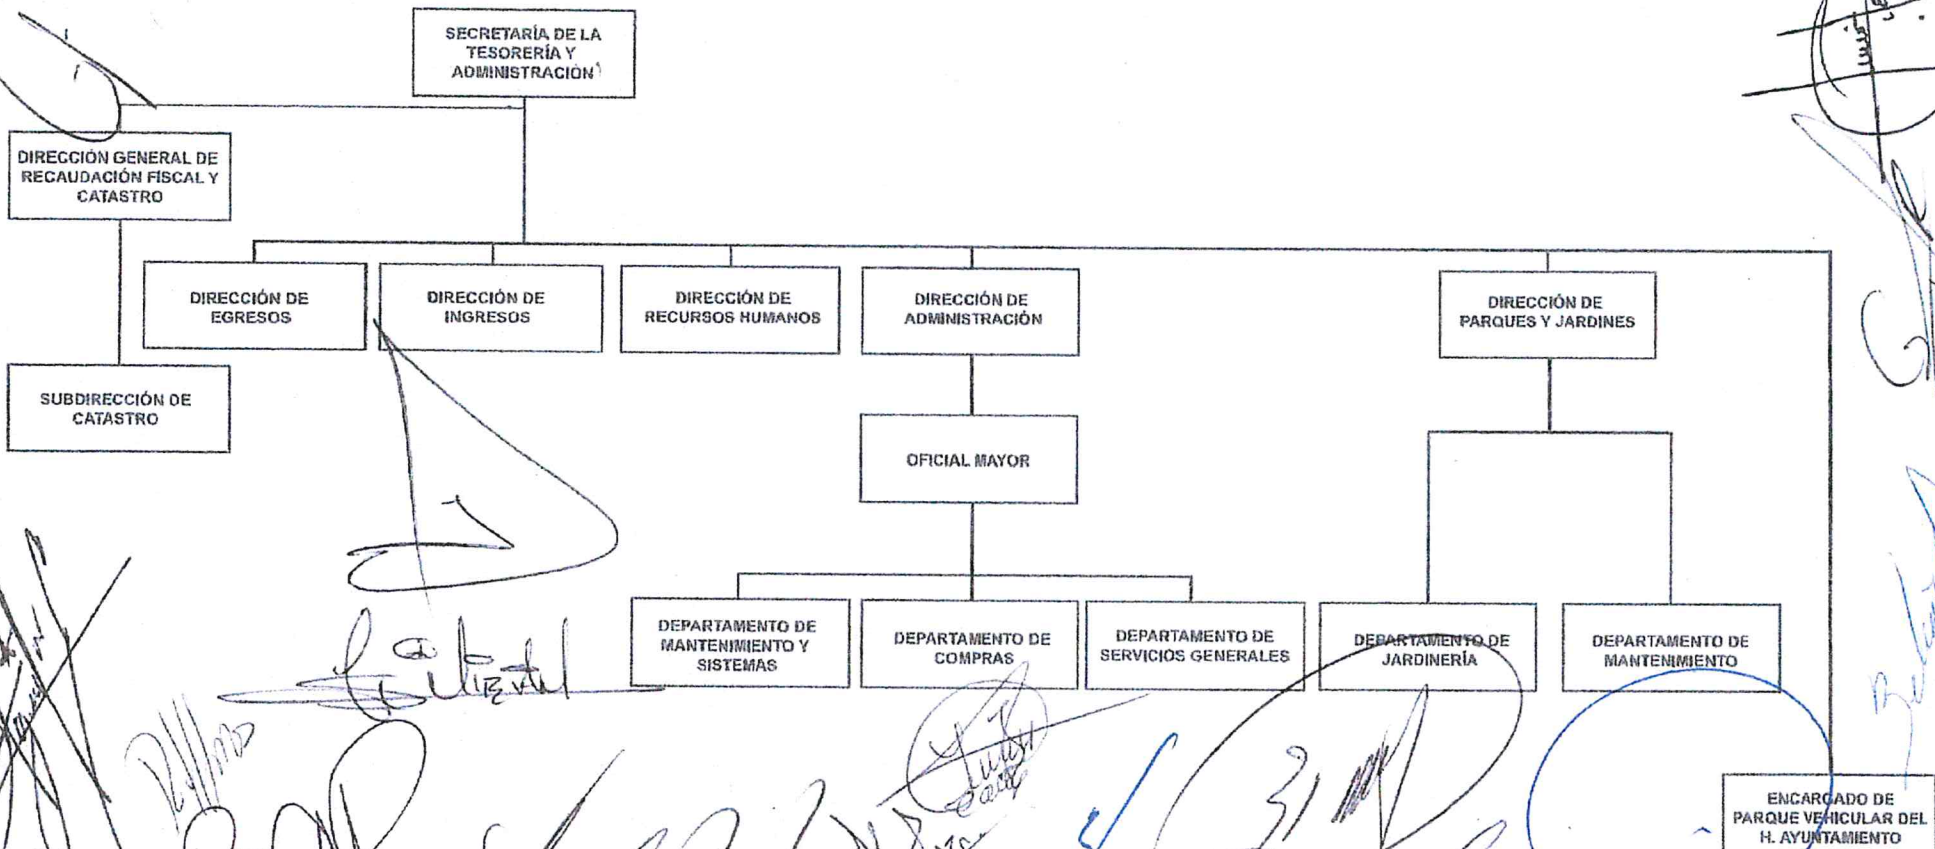 SECRETARÍA DE LA
TESORERÍA Y
ADMINISTRACIÓN
DIRECCIÓN GENERAL DE
RECAUDACIÓN FISCAL Y
CATASTRO
DIRECCIÓN DE
EGRESOS
DIRECCIÓN DE
INGRESOS
DIRECCIÓN DE
RECURSOS HUMANOS
DIRECCIÓN DE
ADMINISTRACIÓN
DIRECCIÓN DE
PARQUES Y JARDINES
SUBDIRECCIÓN DE
CATASTRO
OFICIAL MAYOR
DEPARTAMENTO DE
MANTENIMIENTO Y
SISTEMAS
DEPARTAMENTO DE
COMPRAS
DEPARTAMENTO DE
SERVICIOS GENERALES
DEPARTAMENTO DE
JARDINERÍA
DEPARTAMENTO DE
MANTENIMIENTO
ENCARGADO DE
PARQUE VEHICULAR DEL
H. AYUNTAMIENTO